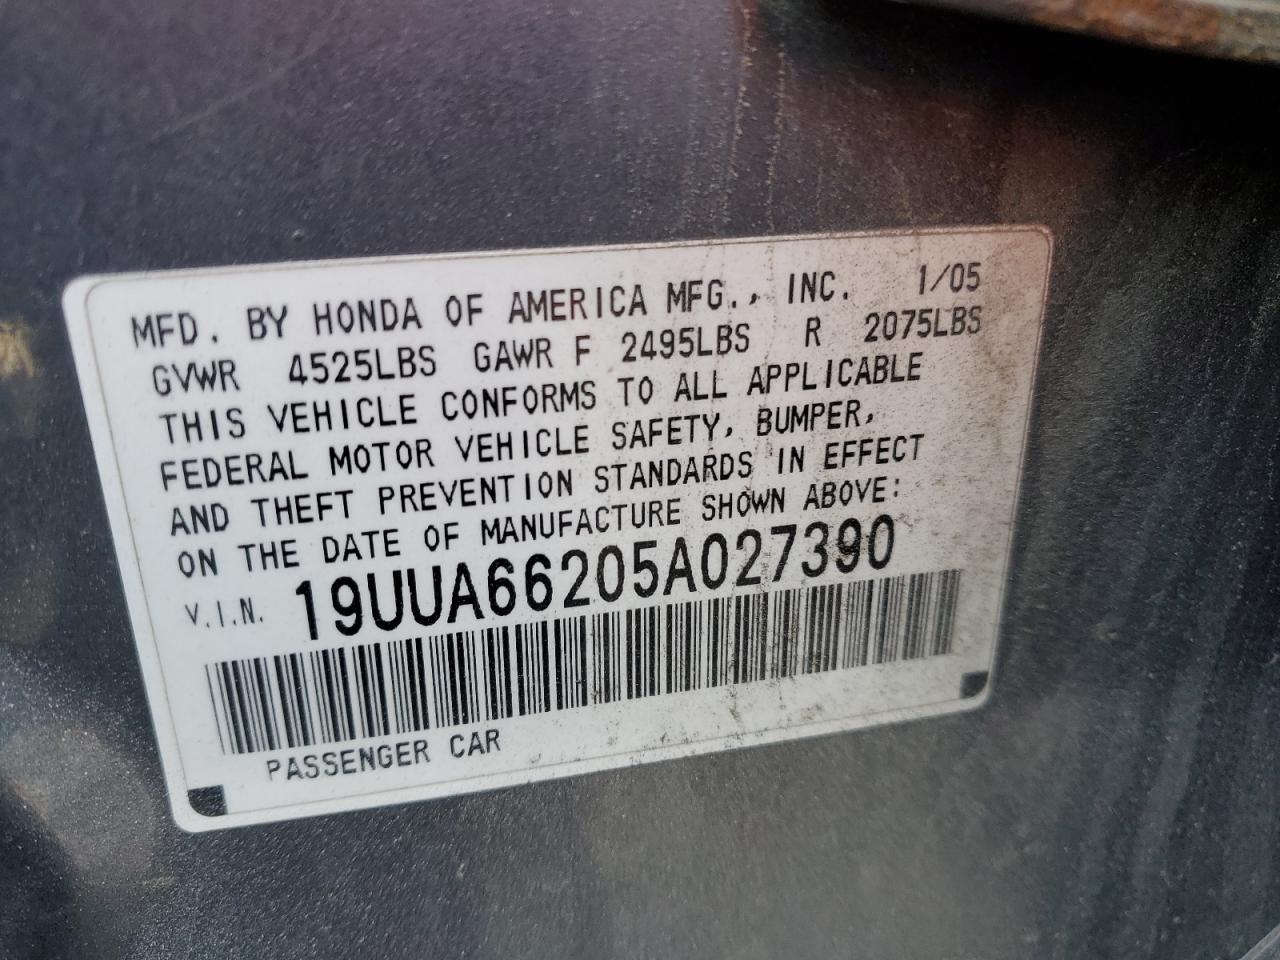 MFD. BY HONDA OF AMERICA MFG., INC. 1/05
GVWR 4525LBS GAWR F 2495LBS R 2075LBS
THIS VEHICLE CONFORMS TO ALL APPLICABLE
FEDERAL MOTOR VEHICLE SAFETY, BUMPER,
AND THEFT PREVENTION STANDARDS IN EFFECT
ON THE DATE OF MANUFACTURE SHOWN ABOVE:
V.I.N. 19UUA66205A027390
PASSENGER CAR